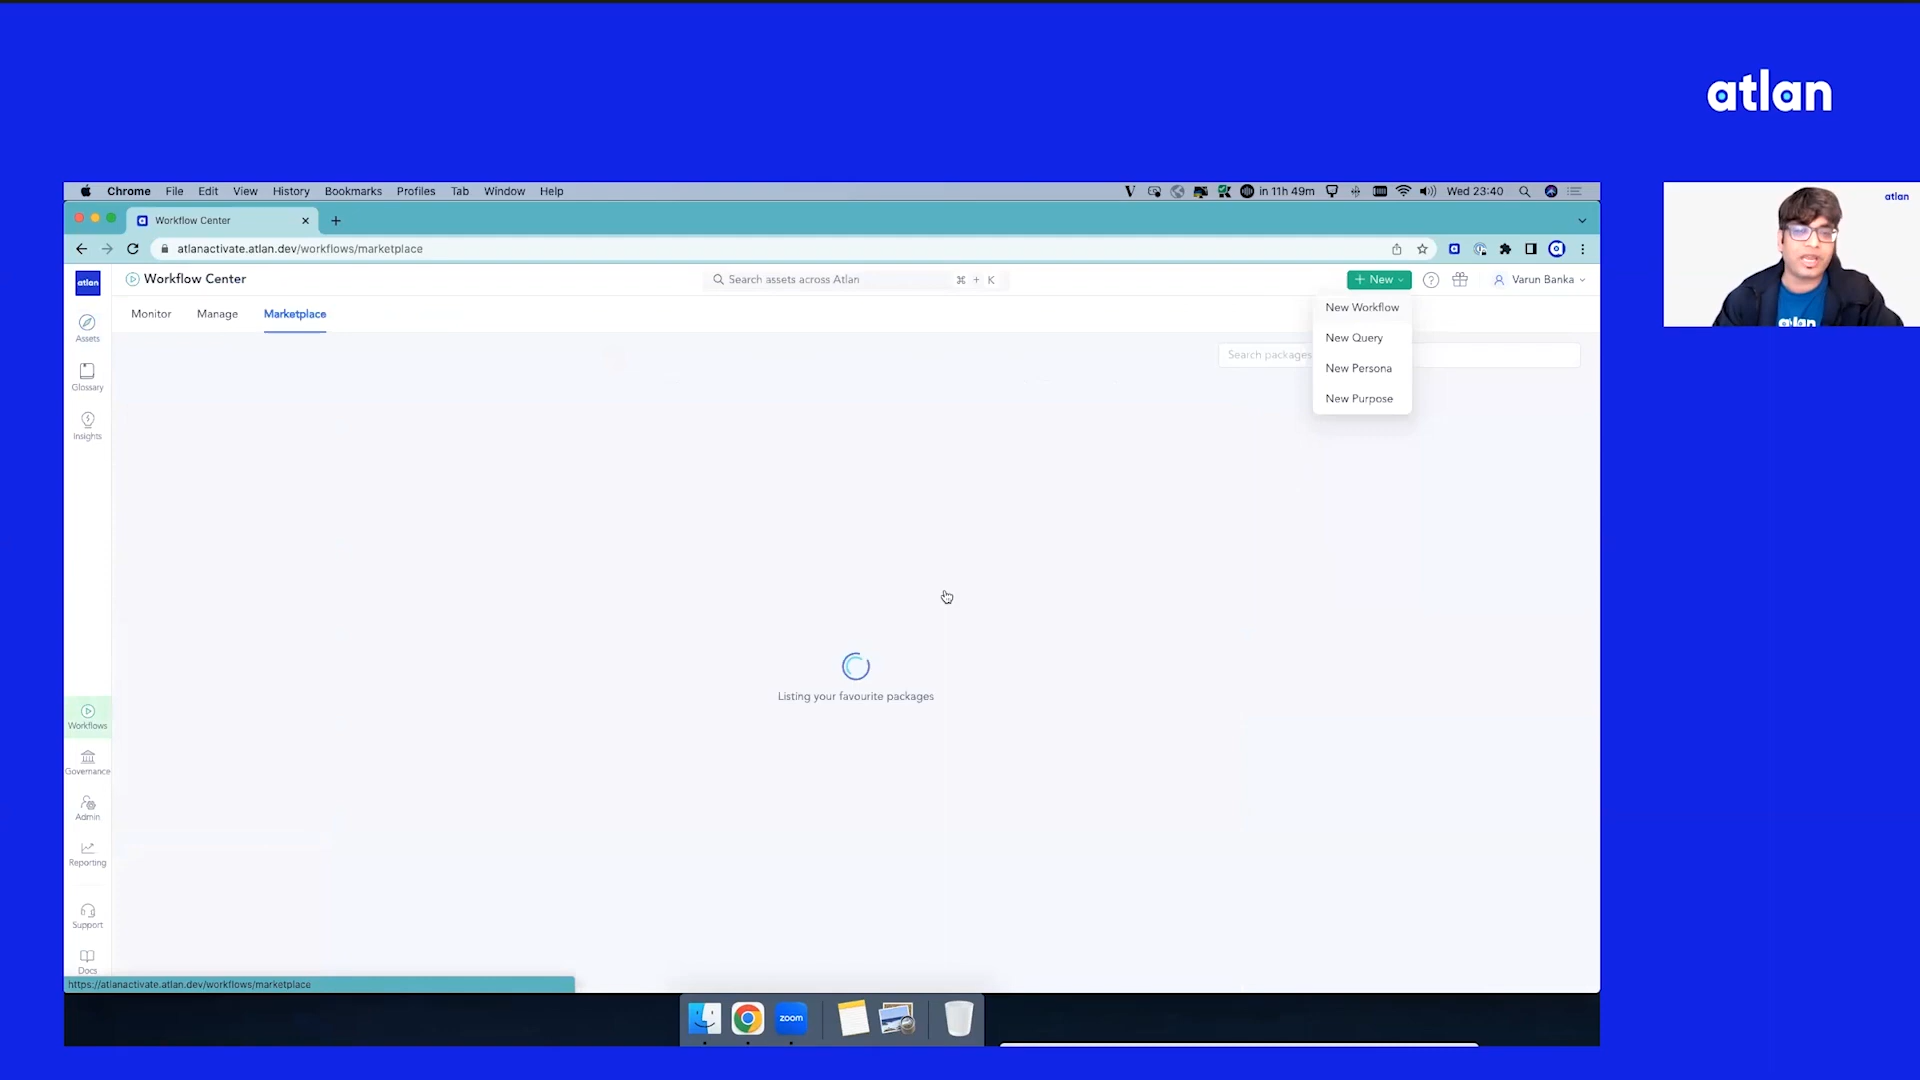 atlan
Chrome File Edit View History Bookmarks Profiles Tab Window Help
in 11h 49m
Wed 23:40
atlan
Workflow Center
atlanactivate.atlan.dev/workflows/marketplace
atlan
Workflow Center
Search assets across Atlan
⌘ + K
+ New
Varun Banka
Monitor Manage Marketplace
New Workflow
New Query
New Persona
New Purpose
Search packages
Assets
Glossary
Insights
Listing your favourite packages
Workflows
Governance
Admin
Reporting
Support
Docs
https://atlanactivate.atlan.dev/workflows/marketplace
zoom